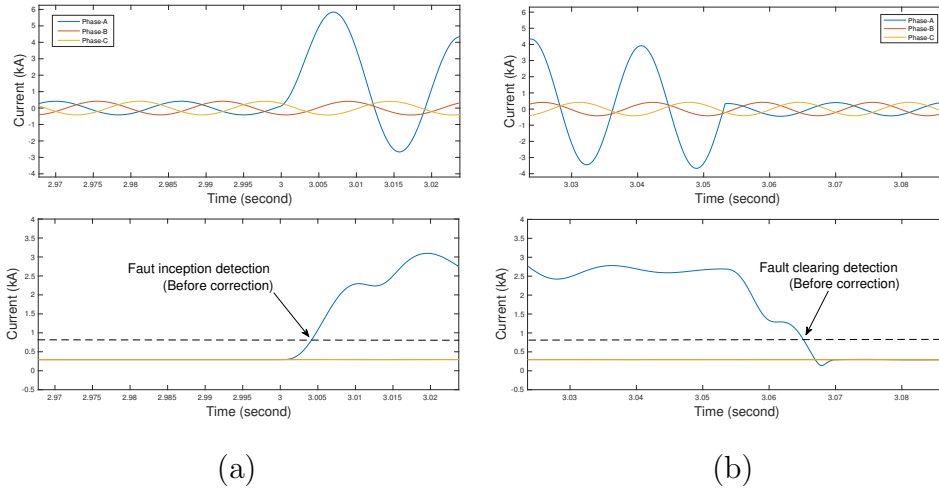 6
5
4
3
2
1
0
-1
-2
-3
-4
Current (kA)
Phase-A
Phase-B
Phase-C
2.97 2.975 2.98 2.985 2.99 2.995 3 3.005 3.01 3.015 3.02
Time (second)
6
5
4
3
2
1
0
-1
-2
-3
-4
Current (kA)
Phase-A
Phase-B
Phase-C
3.03 3.04 3.05 3.06 3.07 3.08
Time (second)
4
3.5
3
2.5
2
1.5
1
0.5
0
-0.5
Current (kA)
Faut inception detection
(Before correction)
2.97 2.975 2.98 2.985 2.99 2.995 3 3.005 3.01 3.015 3.02
Time (second)
4
3.5
3
2.5
2
1.5
1
0.5
0
-0.5
Current (kA)
Fault clearing detection
(Before correction)
3.03 3.04 3.05 3.06 3.07 3.08
Time (second)
(a)
(b)